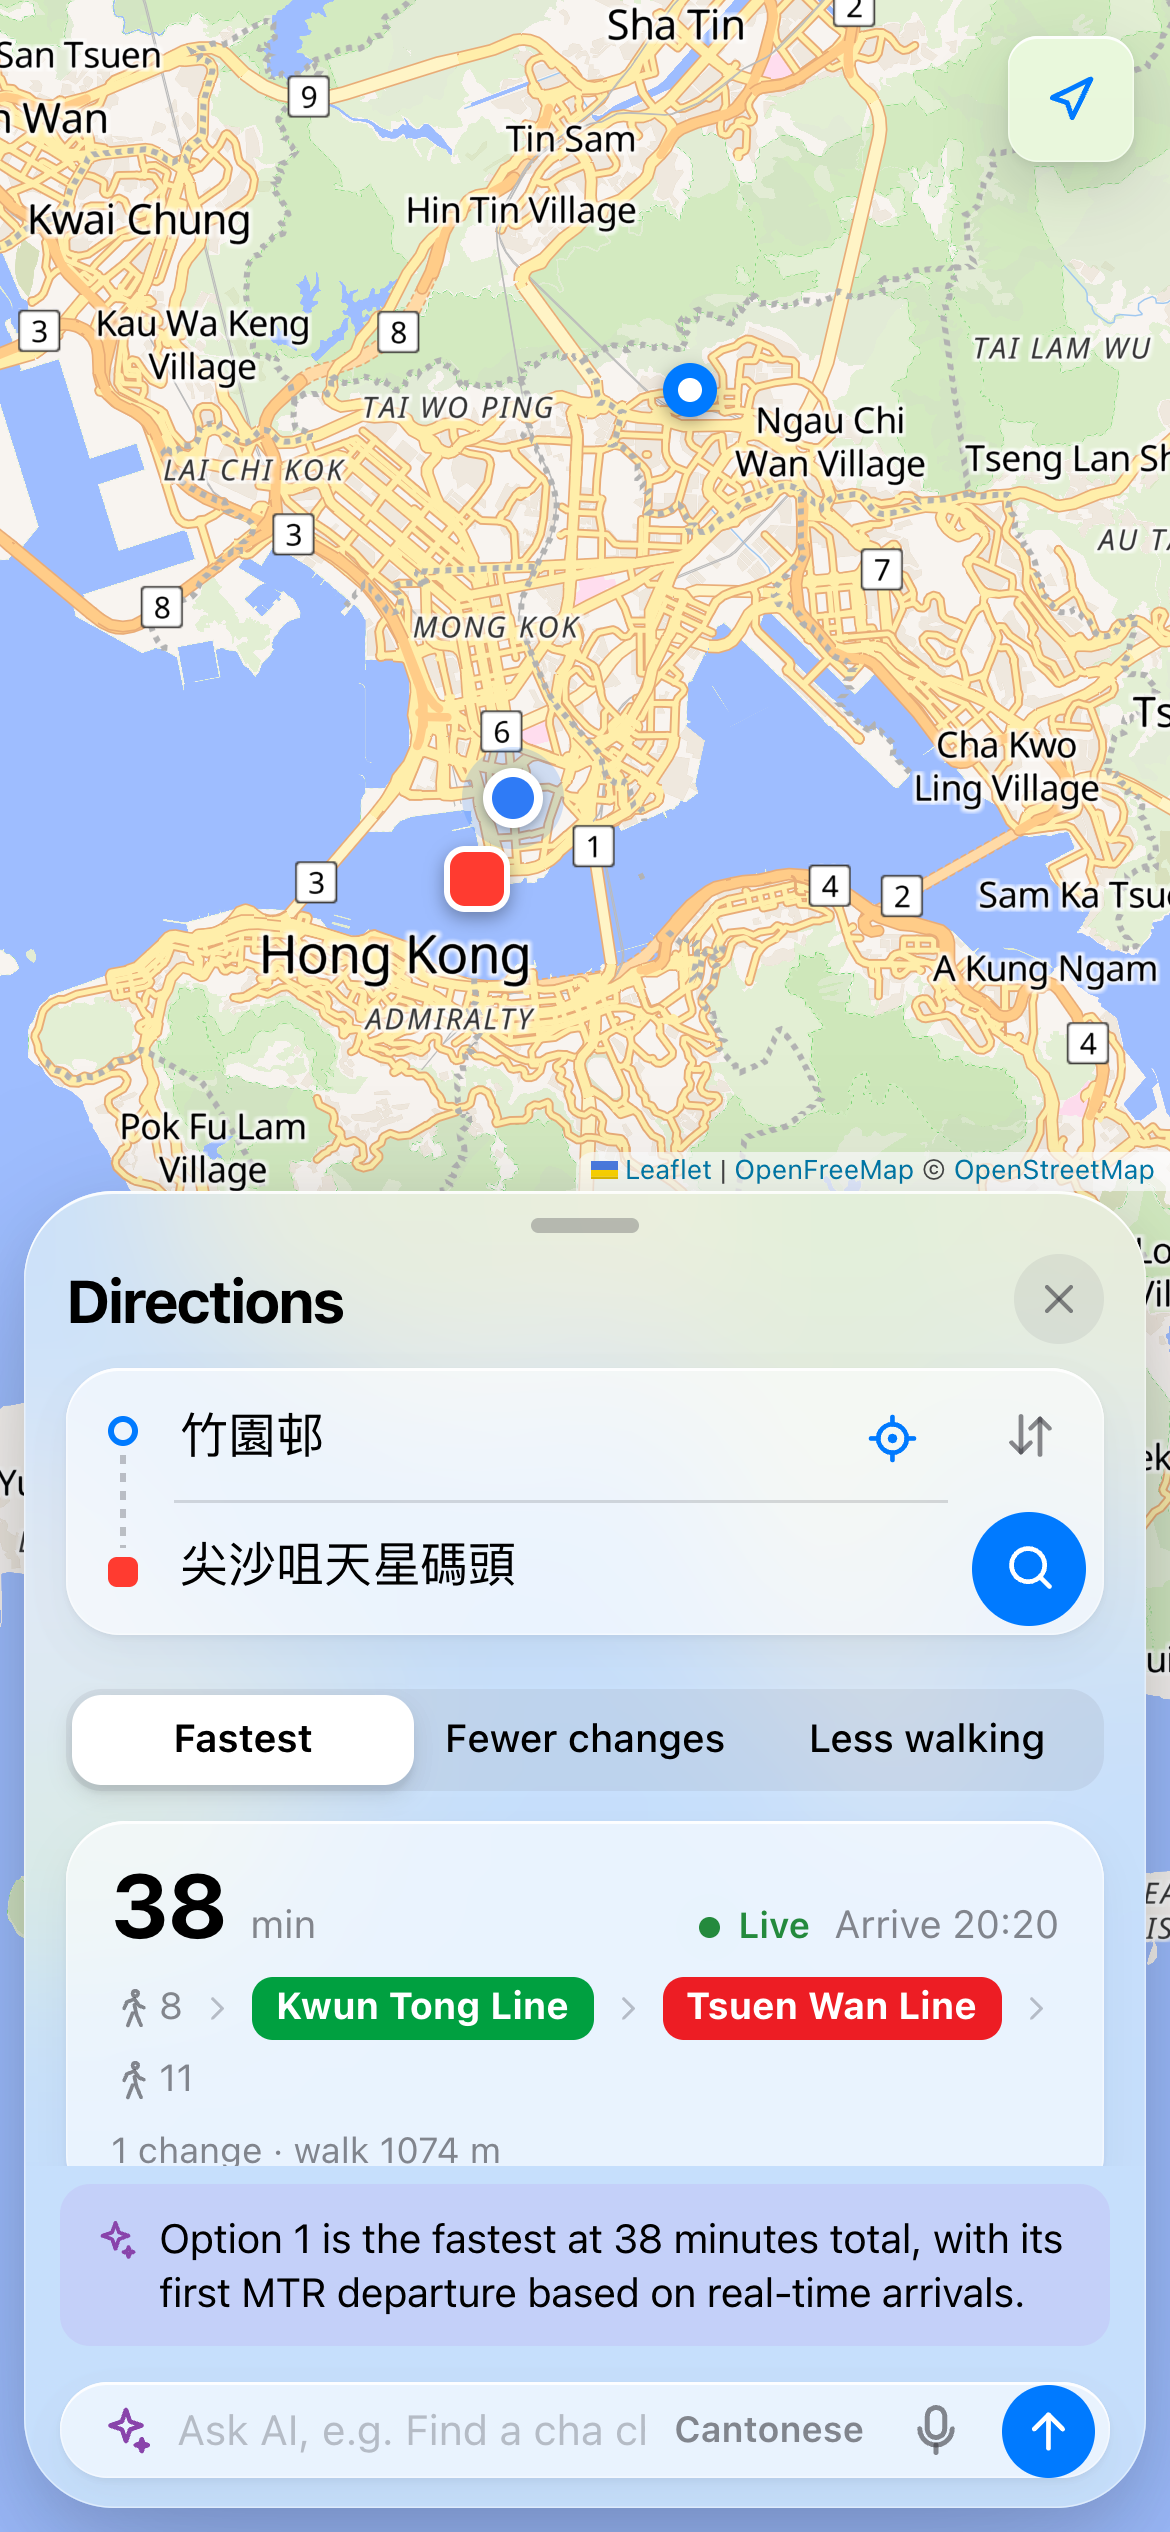 Sha Tin
2
San Tsuen
9
n Wan
Tin Sam
Kwai Chung
Hin Tin Village
3
Kau Wa Keng
Village
8
TAI LAM WU
TAI WO PING
Ngau Chi
Wan Village
Tseng Lan Sh
LAI CHI KOK
3
AU TA
7
8
MONG KOK
Ts
6
Cha Kwo
Ling Village
1
3
4
2
Sam Ka Tsue
Hong Kong
A Kung Ngam
ADMIRALTY
4
Pok Fu Lam
Village
Leaflet | OpenFreeMap © OpenStreetMap
Directions
竹園邨
尖沙咀天星碼頭
Fastest
Fewer changes
Less walking
38 min
Live Arrive 20:20
8 Kwun Tong Line Tsuen Wan Line
11
1 change · walk 1074 m
Option 1 is the fastest at 38 minutes total, with its
first MTR departure based on real-time arrivals.
Ask AI, e.g. Find a cha cl
Cantonese